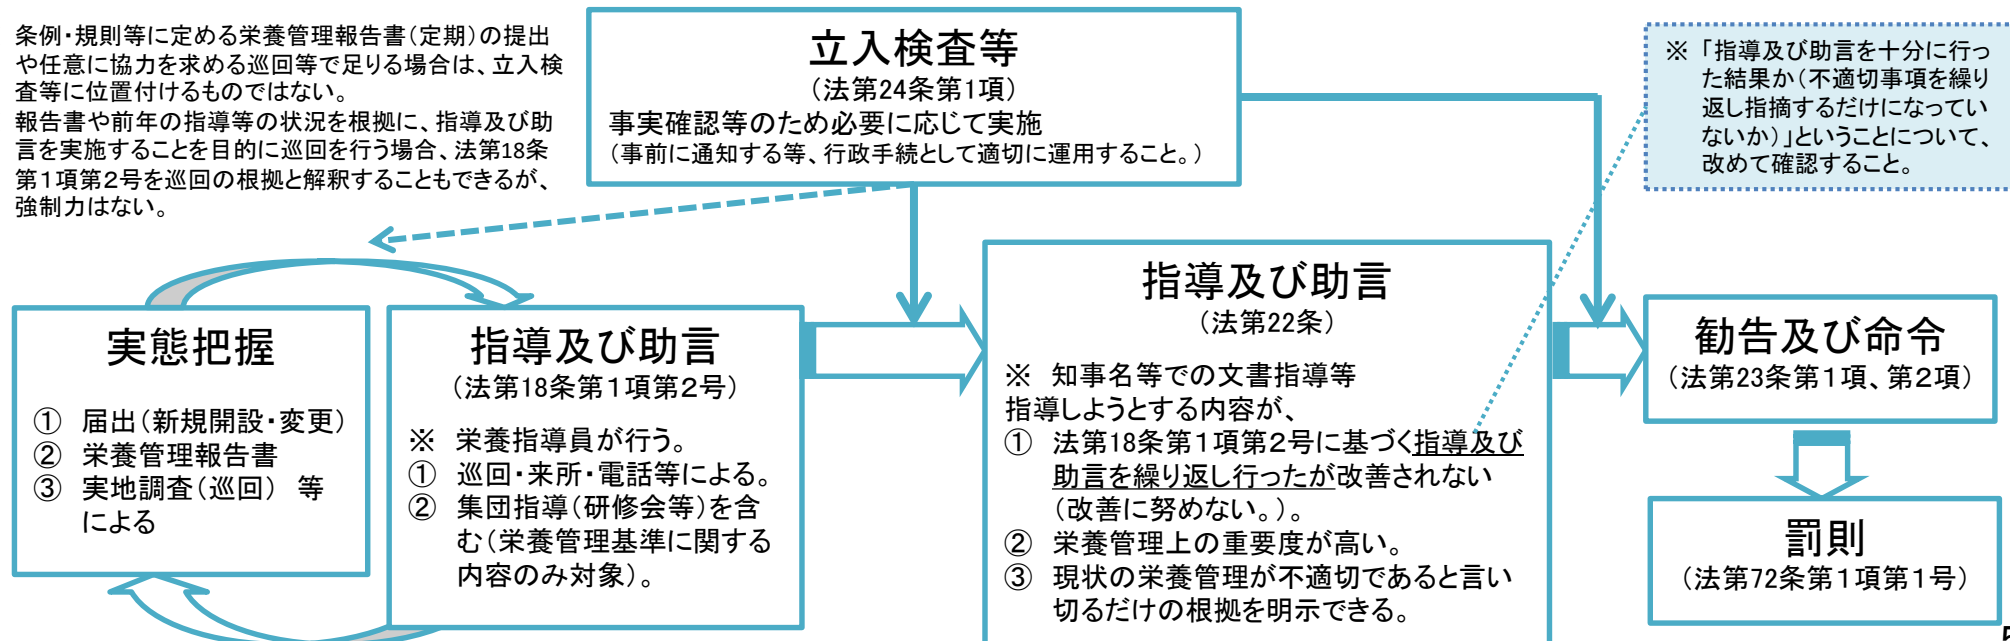 条例・規則等に定める栄養管理報告書（定期）の提出
や任意に協力を求める巡回等で足りる場合は、立入検
査等に位置付けるものではない。
報告書や前年の指導等の状況を根拠に、指導及び助
言を実施することを目的に巡回を行う場合、法第18条
第１項第２号を巡回の根拠と解釈することもできるが、
強制力はない。
立入検査等
（法第24条第１項）
事実確認等のため必要に応じて実施
（事前に通知する等、行政手続として適切に運用すること。）
※ 「指導及び助言を十分に行っ
た結果か（不適切事項を繰り
返し指摘するだけになってい
ないか）」ということについて、
改めて確認すること。
実態把握
① 届出（新規開設・変更）
② 栄養管理報告書
③ 実地調査（巡回） 等
による
指導及び助言
（法第18条第１項第２号）
※ 栄養指導員が行う。
① 巡回・来所・電話等による。
② 集団指導（研修会等）を含
む（栄養管理基準に関する
内容のみ対象）。
指導及び助言
（法第22条）
※ 知事名等での文書指導等
指導しようとする内容が、
① 法第18条第１項第２号に基づく指導及び
助言を繰り返し行ったが改善されない
（改善に努めない。）。
② 栄養管理上の重要度が高い。
③ 現状の栄養管理が不適切であると言い
切るだけの根拠を明示できる。
勧告及び命令
（法第23条第１項、第２項）
罰則
（法第72条第１項第１号）